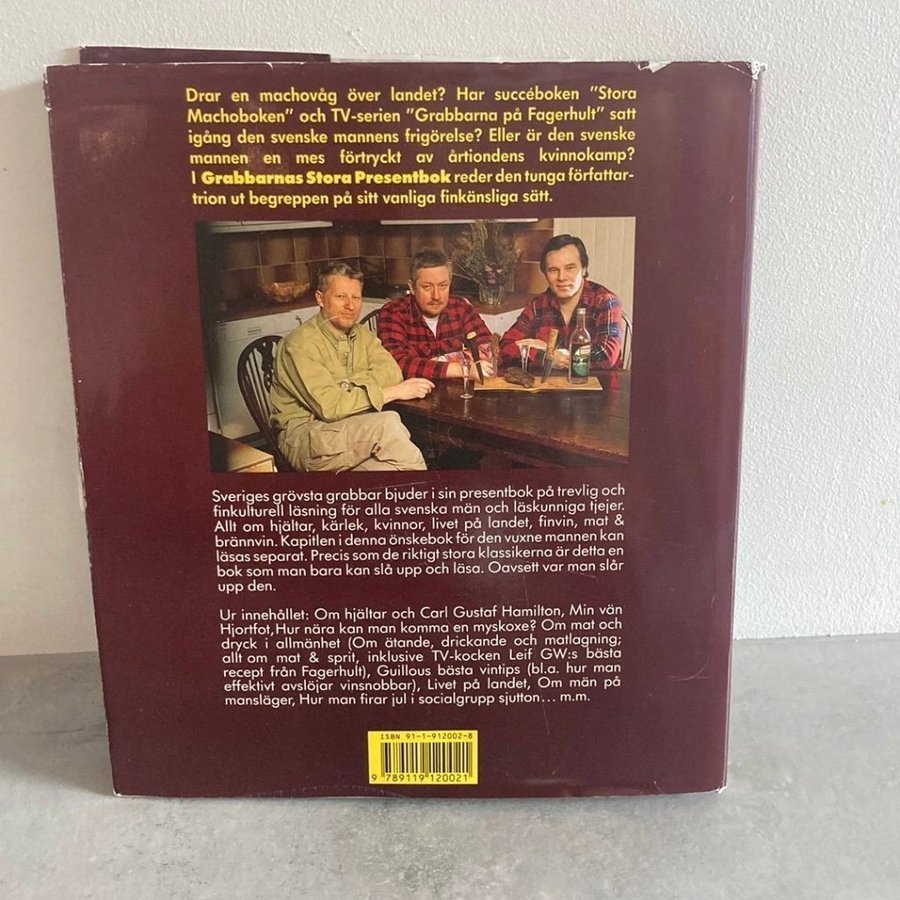 Drar en machovåg över landet? Har succéboken "Stora
Machoboken" och TV-serien "Grabbarna på Fagerhult" satt
igång den svenske mannens frigörelse? Eller är den svenske
mannen en mes förtryckt av årtiondens kvinnokamp?
I Grabbarnas Stora Presentbok reder den tunga författar-
trion ut begreppen på sitt vanliga finkänsliga sätt.
Sveriges grövsta grabbar bjuder i sin presentbok på trevlig och
finkulturell läsning för alla svenska män och läskunniga tjejer.
Allt om hjältar, kärlek, kvinnor, livet på landet, finvin, mat &
brännvin. Kapitlen i denna önskebok för den vuxne mannen kan
läsas separat. Precis som de riktigt stora klassikerna är detta en
bok som man bara kan slå upp och läsa. Oavsett var man slår
upp den.
Ur innehållet: Om hjältar och Carl Gustaf Hamilton, Min vän
Hjortfot, Hur nära kan man komma en myskoxe? Om mat och
dryck i allmänhet (Om ätande, drickande och matlagning;
allt om mat & sprit, inklusive TV-kocken Leif GW:s bästa
recept från Fagerhult), Guillous bästa vintips (bl.a. hur man
effektivt avslöjar vinsnobbar), Livet på landet, Om män på
mansläger, Hur man firar jul i socialgrupp sjutton... m.m.
ISBN 91-1-912002-8
9 789119 120021